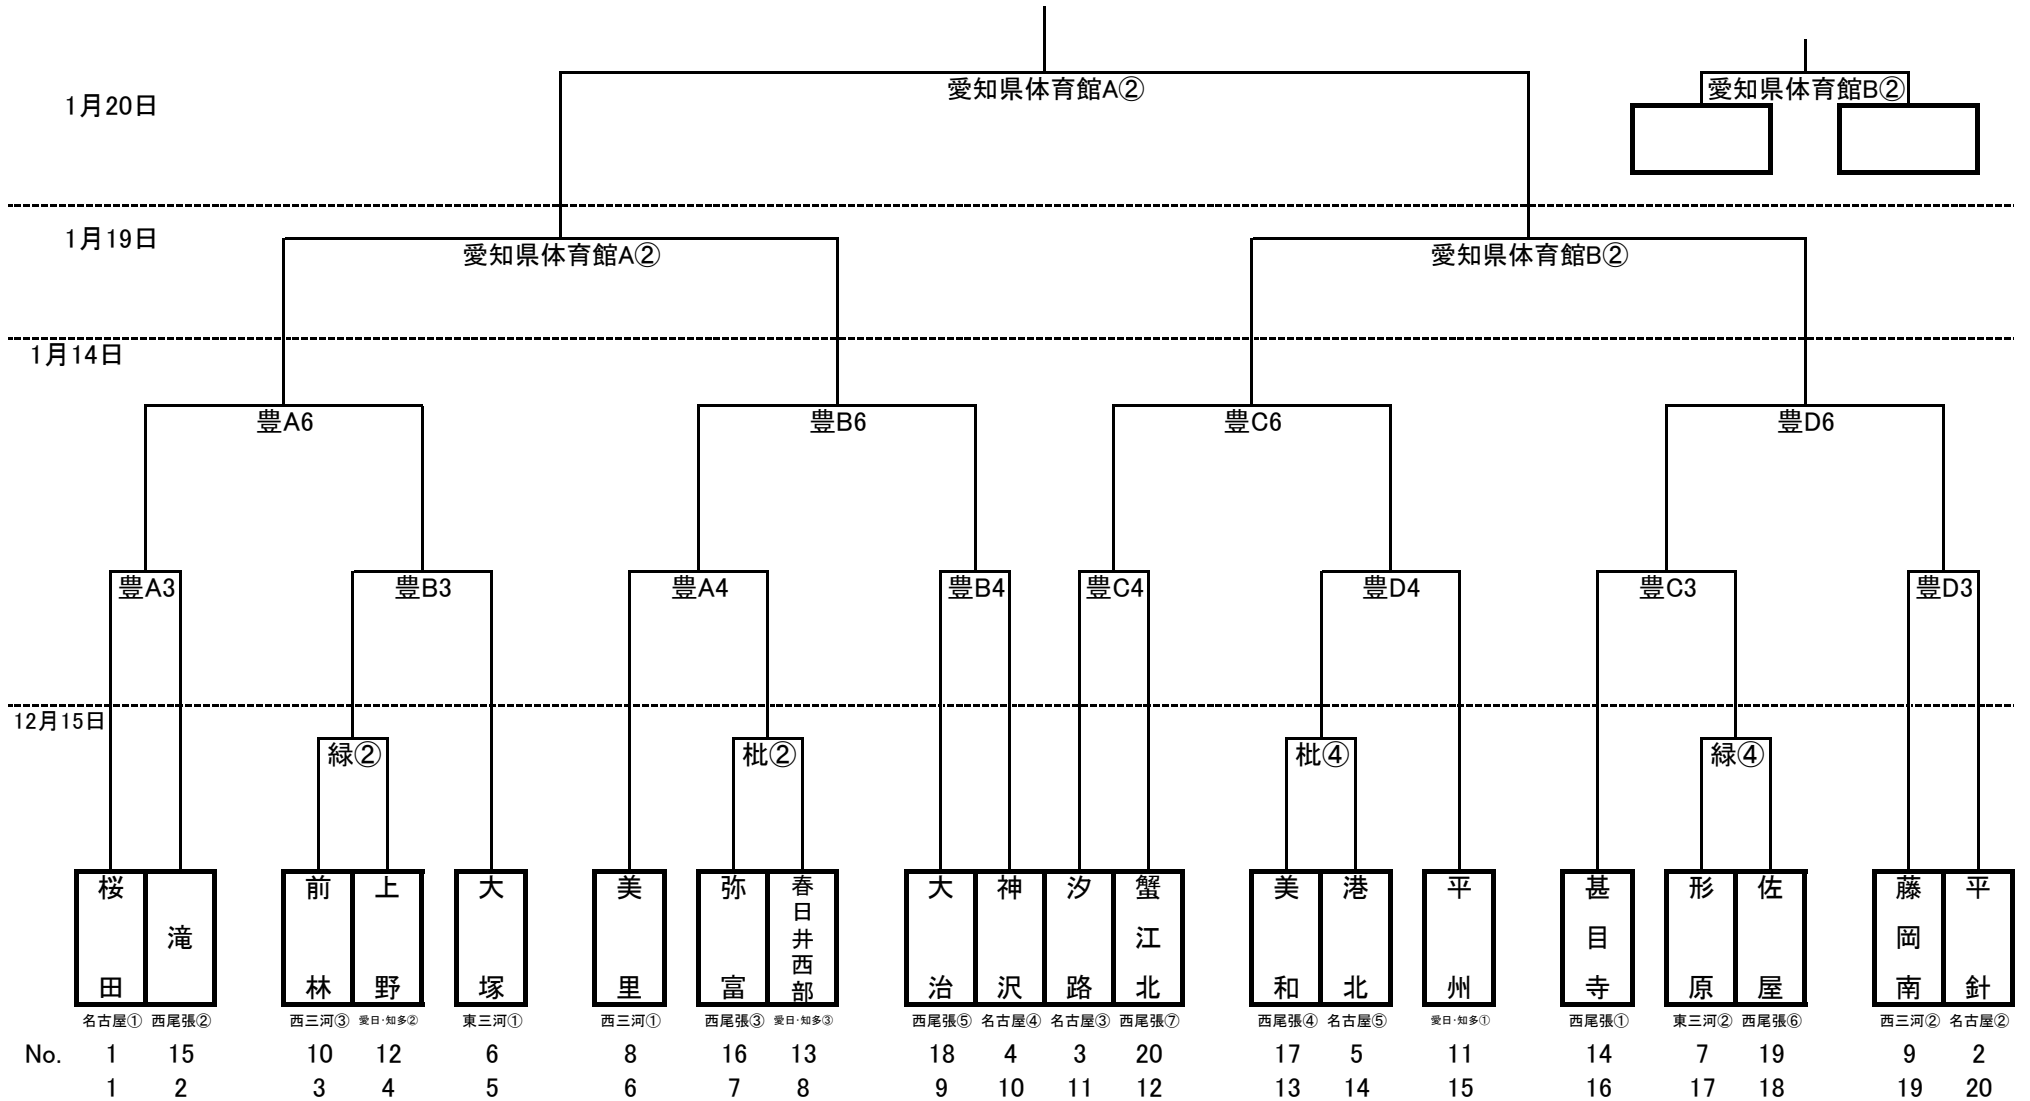 愛知県体育館A②
愛知県体育館B②
1月20日
1月19日
愛知県体育館A②
愛知県体育館B②
1月14日
豊A6
豊B6
豊C6
豊D6
豊A3
豊B3
豊A4
豊B4
豊C4
豊D4
豊C3
豊D3
12月15日
緑②
枇②
枇④
緑④
桜田
滝
前林
上野
大塚
美里
弥富
春日井西部
大治
神沢
汐路
蟹江北
美和
港北
平州
甚目寺
形原
佐屋
藤岡南
平針
名古屋① 西尾張② 西三河③ 愛日・知多② 東三河① 西三河① 西尾張③ 愛日・知多③ 西尾張⑤ 名古屋④ 名古屋③ 西尾張⑦ 西尾張④ 名古屋⑤ 愛日・知多① 西尾張① 東三河② 西尾張⑥ 西三河② 名古屋②
No. 1 15 10 12 6 8 16 13 18 4 3 20 17 5 11 14 7 19 9 2
1 2 3 4 5 6 7 8 9 10 11 12 13 14 15 16 17 18 19 20